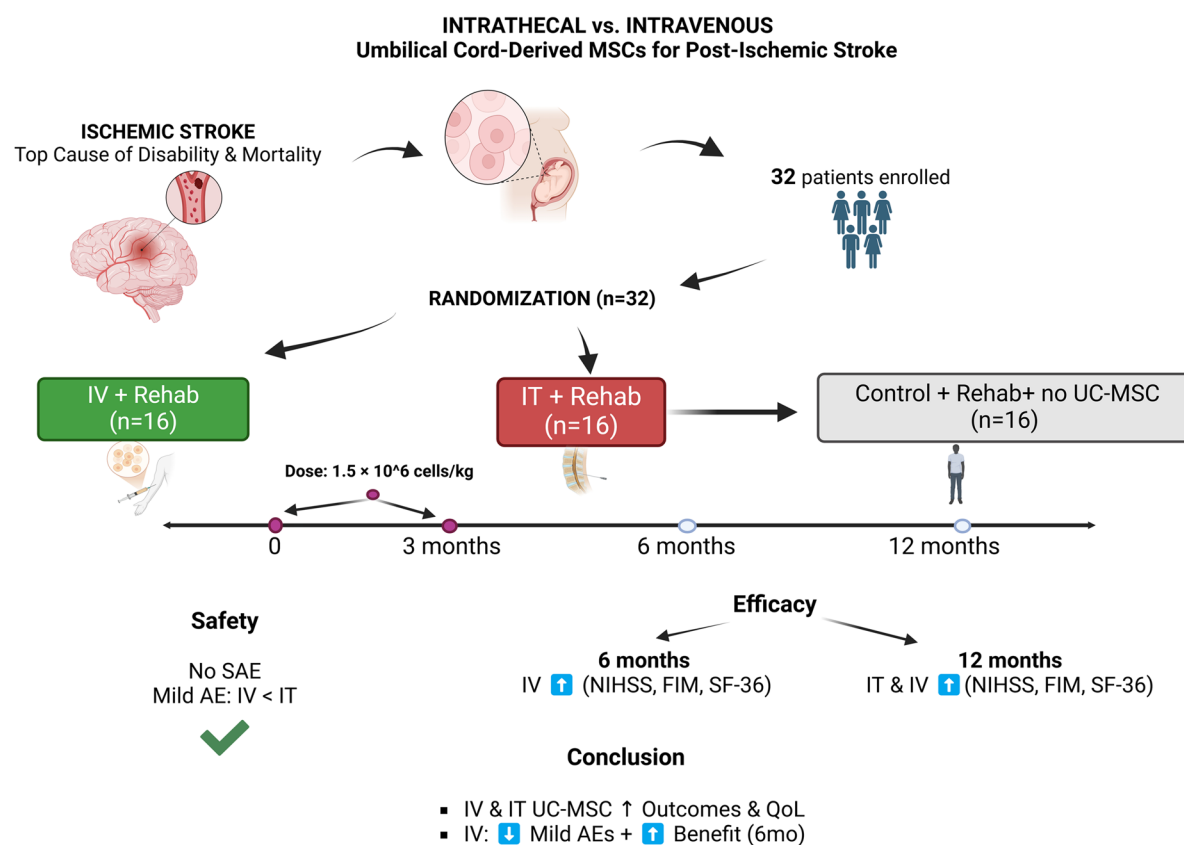 INTRATHECAL vs. INTRAVENOUS
Umbilical Cord-Derived MSCs for Post-Ischemic Stroke
ISCHEMIC STROKE
Top Cause of Disability & Mortality
32 patients enrolled
RANDOMIZATION (n=32)
IV + Rehab
(n=16)
IT + Rehab
(n=16)
Control + Rehab+ no UC-MSC
(n=16)
Dose: 1.5 × 10^6 cells/kg
0
3 months
6 months
12 months
Safety
No SAE
Mild AE: IV < IT
Efficacy
6 months
IV ⬆ (NIHSS, FIM, SF-36)
12 months
IT & IV ⬆ (NIHSS, FIM, SF-36)
Conclusion
▪ IV & IT UC-MSC ↑ Outcomes & QoL
▪ IV: ⬇ Mild AEs + ⬆ Benefit (6mo)